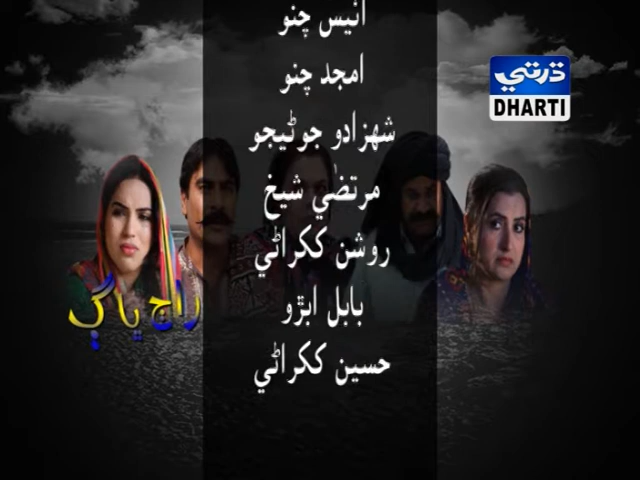 انيس چنو
امجد چنو
شهزادو جوڻيجو
مرتضيٰ شيخ
روشن ککراڻي
بابل ابڙو
حسين ککراڻي
ڌرتي
DHARTI
راڄ ڀاڳ